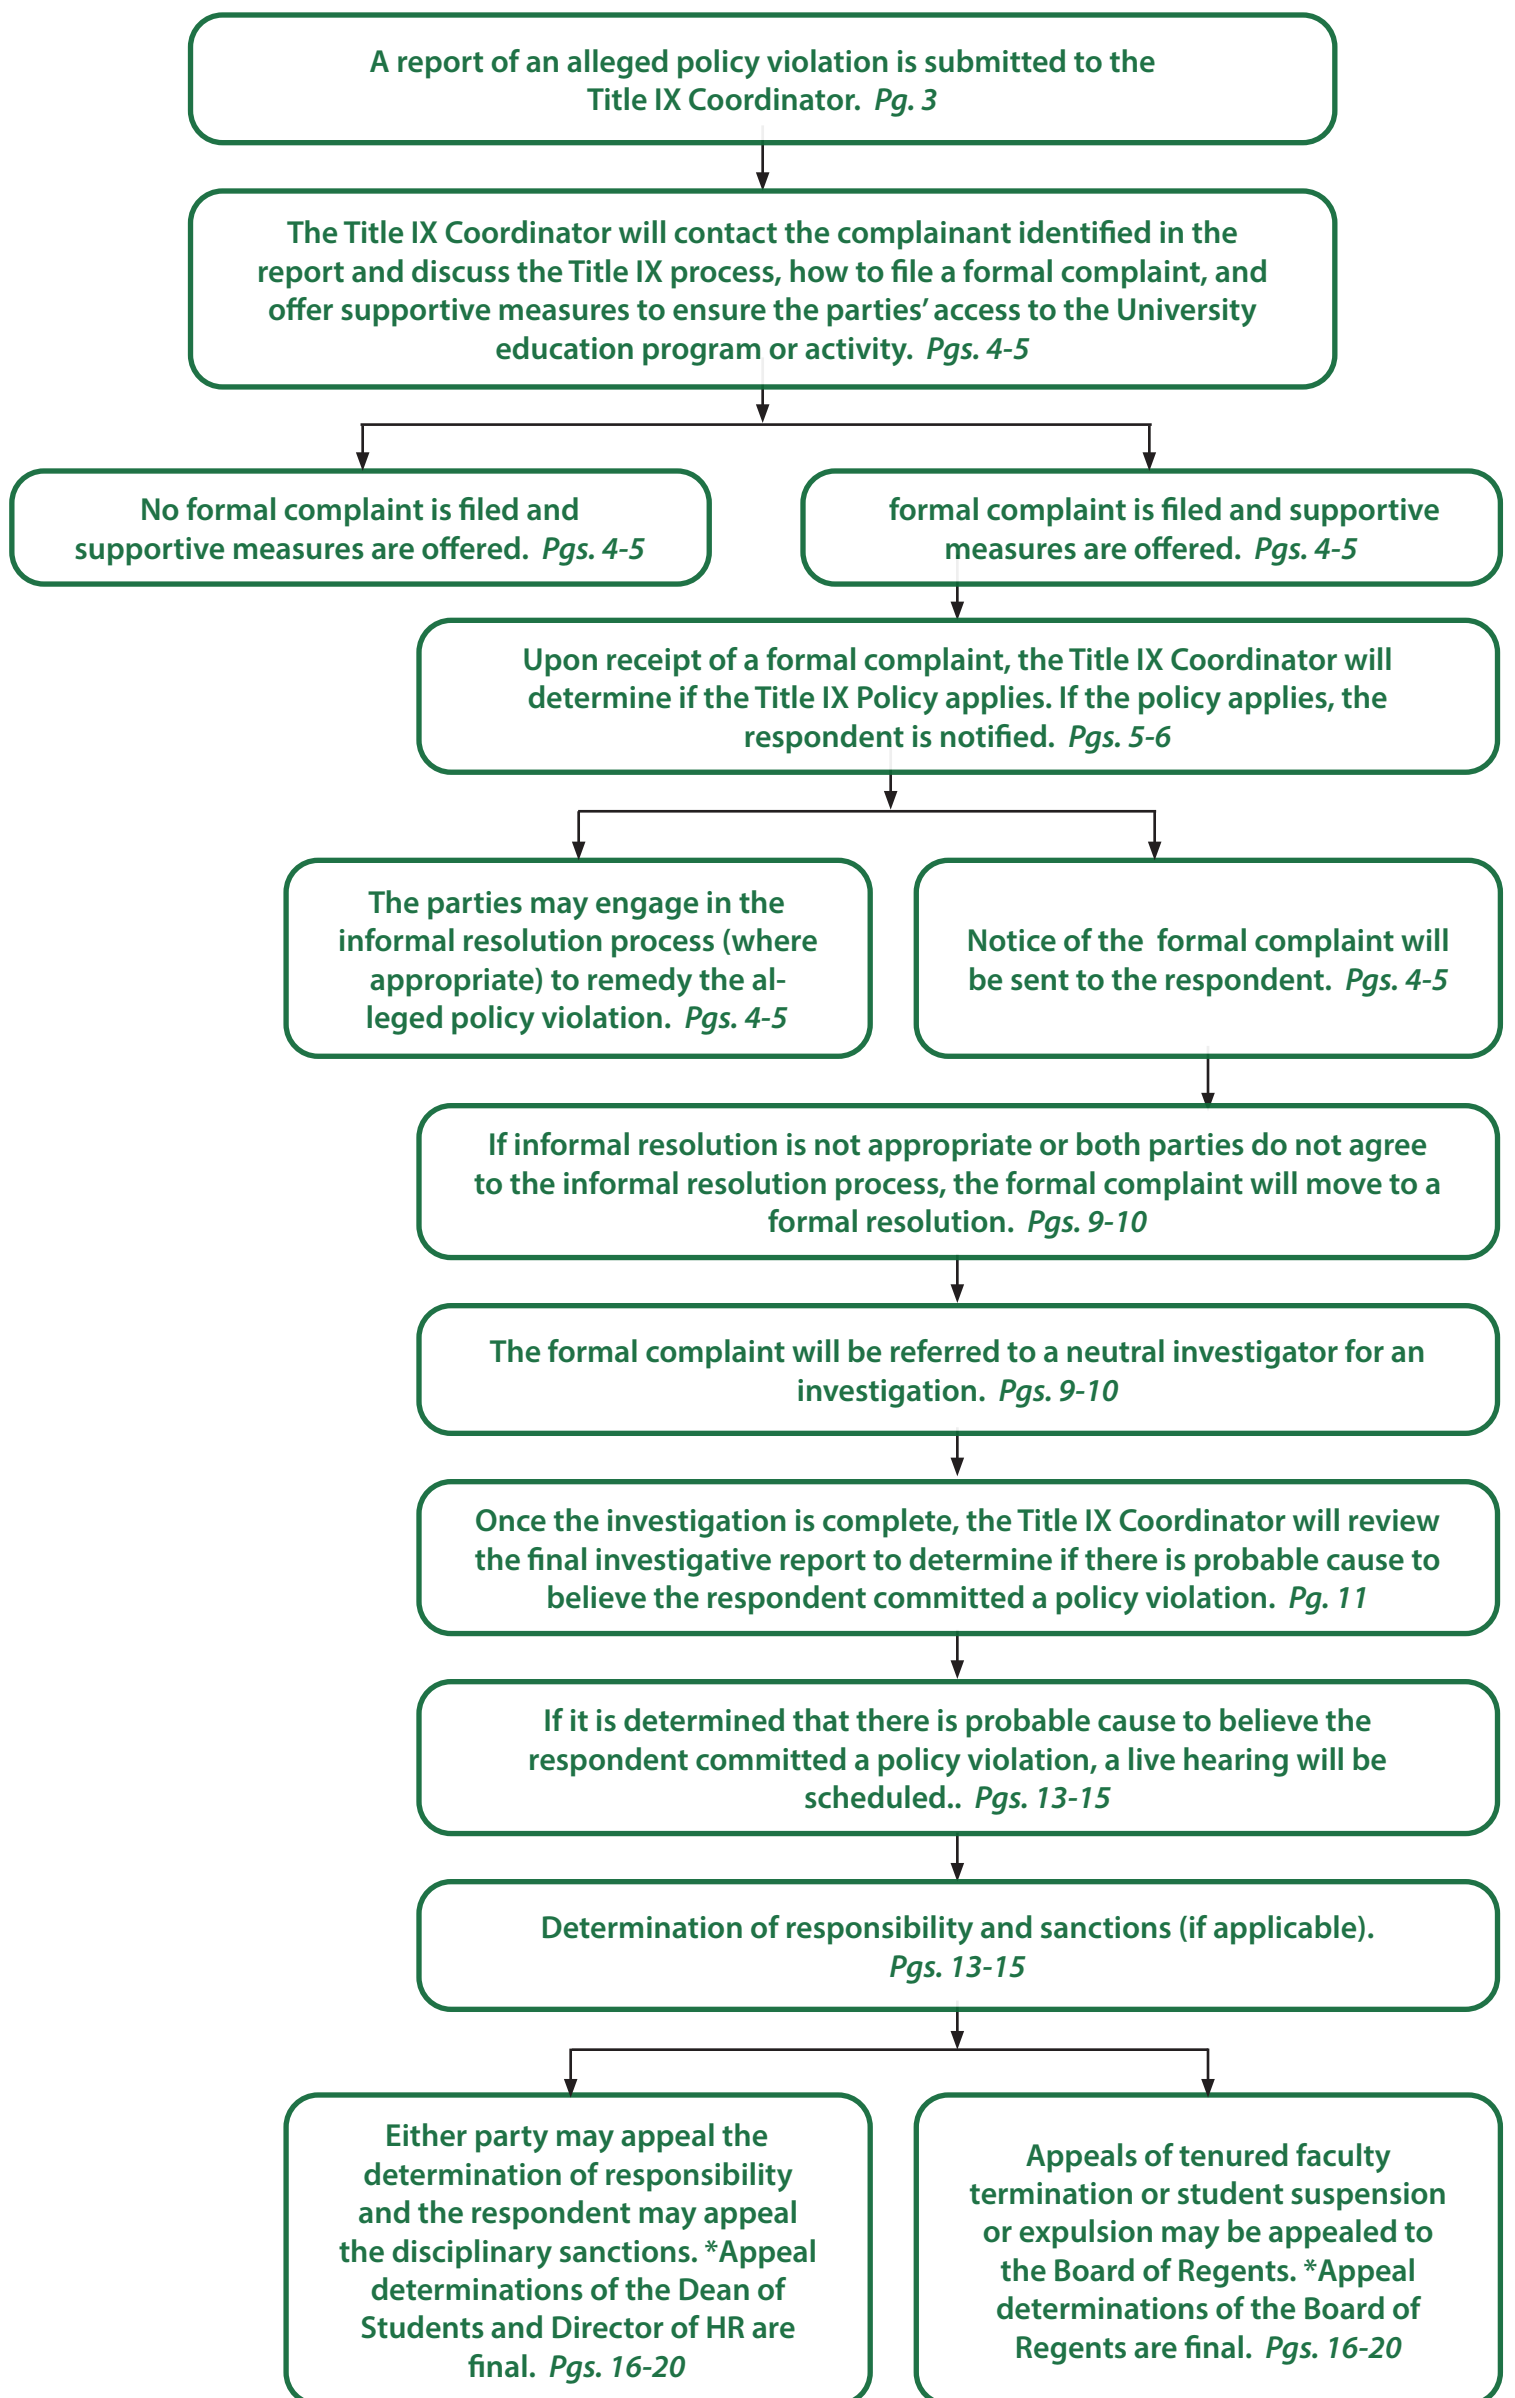 A report of an alleged policy violation is submitted to the
Title IX Coordinator. Pg. 3
The Title IX Coordinator will contact the complainant identified in the
report and discuss the Title IX process, how to file a formal complaint, and
offer supportive measures to ensure the parties’ access to the University
education program or activity. Pgs. 4-5
No formal complaint is filed and
supportive measures are offered. Pgs. 4-5
formal complaint is filed and supportive
measures are offered. Pgs. 4-5
Upon receipt of a formal complaint, the Title IX Coordinator will
determine if the Title IX Policy applies. If the policy applies, the
respondent is notified. Pgs. 5-6
The parties may engage in the
informal resolution process (where
appropriate) to remedy the al-
leged policy violation. Pgs. 4-5
Notice of the formal complaint will
be sent to the respondent. Pgs. 4-5
If informal resolution is not appropriate or both parties do not agree
to the informal resolution process, the formal complaint will move to a
formal resolution. Pgs. 9-10
The formal complaint will be referred to a neutral investigator for an
investigation. Pgs. 9-10
Once the investigation is complete, the Title IX Coordinator will review
the final investigative report to determine if there is probable cause to
believe the respondent committed a policy violation. Pg. 11
If it is determined that there is probable cause to believe the
respondent committed a policy violation, a live hearing will be
scheduled.. Pgs. 13-15
Determination of responsibility and sanctions (if applicable).
Pgs. 13-15
Either party may appeal the
determination of responsibility
and the respondent may appeal
the disciplinary sanctions. *Appeal
determinations of the Dean of
Students and Director of HR are
final. Pgs. 16-20
Appeals of tenured faculty
termination or student suspension
or expulsion may be appealed to
the Board of Regents. *Appeal
determinations of the Board of
Regents are final. Pgs. 16-20